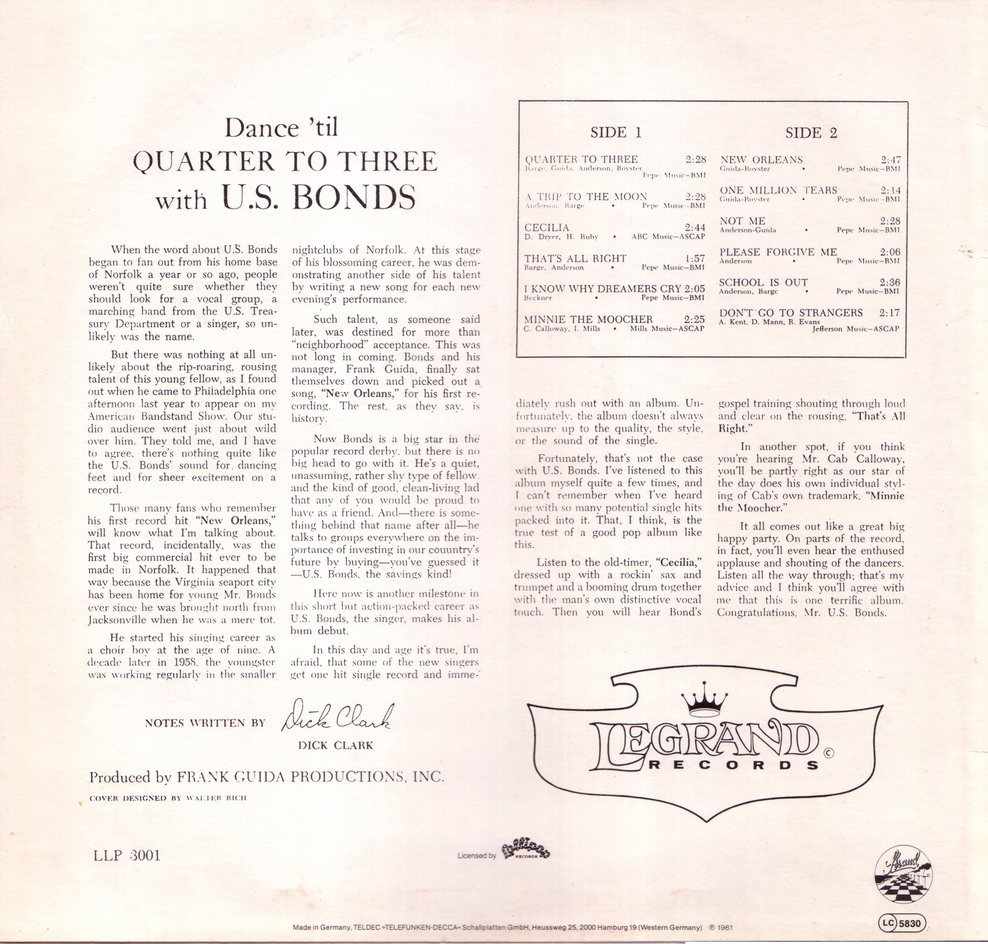 Dance ’til
QUARTER TO THREE
with U.S. BONDS
When the word about U.S. Bonds
began to fan out from his home base
of Norfolk a year or so ago, people
weren’t quite sure whether they
should look for a vocal group, a
marching band from the U.S. Trea-
sury Department or a singer, so un-
likely was the name.
But there was nothing at all un-
likely about the rip-roaring, rousing
talent of this young fellow, as I found
out when he came to Philadelphia one
afternoon last year to appear on my
American Bandstand Show. Our stu-
dio audience went just about wild
over him. They told me, and I have
to agree, there’s nothing quite like
the U.S. Bonds’ sound for dancing
feet and for sheer excitement on a
record.
Those many fans who remember
his first record hit “New Orleans,”
will know what I’m talking about.
That record, incidentally, was the
first big commercial hit ever to be
made in Norfolk. It happened that
way because the Virginia seaport city
has been home for young Mr. Bonds
ever since he was brought north from
Jacksonville when he was a mere tot.
He started his singing career as
a choir boy at the age of nine. A
decade later in 1958, the youngster
was working regularly in the smaller
nightclubs of Norfolk. At this stage
of his blossoming career, he was dem-
onstrating another side of his talent
by writing a new song for each new
evening’s performance.
Such talent, as someone said
later, was destined for more than
“neighborhood” acceptance. This was
not long in coming. Bonds and his
manager, Frank Guida, finally sat
themselves down and picked out a
song, “New Orleans,” for his first re-
cording. The rest, as they say, is
history.
Now Bonds is a big star in the
popular record derby, but there is no
big head to go with it. He’s a quiet,
unassuming, rather shy type of fellow
and the kind of good, clean-living lad
that any of you would be proud to
have as a friend. And—there is some-
thing behind that name after all—he
talks to groups everywhere on the im-
portance of investing in our couuntry’s
future by buying—you’ve guessed it
—U.S. Bonds, the savings kind!
Here now is another milestone in
this short but action-packed career as
U.S. Bonds, the singer, makes his al-
bum debut.
In this day and age it’s true, I’m
afraid, that some of the new singers
get one hit single record and imme-
NOTES WRITTEN BY Dick Clark
DICK CLARK
Produced by FRANK GUIDA PRODUCTIONS, INC.
COVER DESIGNED BY WALTER RICH
LLP 3001
SIDE 1
QUARTER TO THREE 2:28
Barge, Guida, Anderson, Royster
Pepe Music—BMI
A TRIP TO THE MOON 2:28
Anderson, Barge • Pepe Music—BMI
CECILIA 2:44
D. Dryer, H. Ruby • ABC Music—ASCAP
THAT’S ALL RIGHT 1:57
Barge, Anderson • Pepe Music—BMI
I KNOW WHY DREAMERS CRY 2:05
Beckner • Pepe Music—BMI
MINNIE THE MOOCHER 2:25
C. Calloway, I. Mills • Mills Music—ASCAP
SIDE 2
NEW ORLEANS 2:47
Guida-Royster • Pepe Music—BMI
ONE MILLION TEARS 2:14
Guida-Royster • Pepe Music—BMI
NOT ME 2:28
Anderson-Guida • Pepe Music—BMI
PLEASE FORGIVE ME 2:06
Anderson • Pepe Music—BMI
SCHOOL IS OUT 2:36
Anderson, Barge • Pepe Music—BMI
DON’T GO TO STRANGERS 2:17
A. Kent, D. Mann, R. Evans
Jefferson Music—ASCAP
diately rush out with an album. Un-
fortunately, the album doesn’t always
measure up to the quality, the style,
or the sound of the single.
Fortunately, that’s not the case
with U.S. Bonds. I’ve listened to this
album myself quite a few times, and
I can’t remember when I’ve heard
one with so many potential single hits
packed into it. That, I think, is the
true test of a good pop album like
this.
Listen to the old-timer, “Cecilia,”
dressed up with a rockin’ sax and
trumpet and a booming drum together
with the man’s own distinctive vocal
touch. Then you will hear Bond’s
gospel training shouting through loud
and clear on the rousing, “That’s All
Right.”
In another spot, if you think
you’re hearing Mr. Cab Calloway,
you’ll be partly right as our star of
the day does his own individual styl-
ing of Cab’s own trademark, “Minnie
the Moocher.”
It all comes out like a great big
happy party. On parts of the record,
in fact, you’ll even hear the enthused
applause and shouting of the dancers.
Listen all the way through; that’s my
advice and I think you’ll agree with
me that this is one terrific album.
Congratulations, Mr. U.S. Bonds.
LEGRAND ©
RECORDS
Licensed by Lollipop
RECORDS
Strand
LC 5830
Made in Germany, TELDEC »TELEFUNKEN-DECCA« Schallplatten GmbH, Heussweg 25, 2000 Hamburg 19 (Western Germany) ℗ 1961